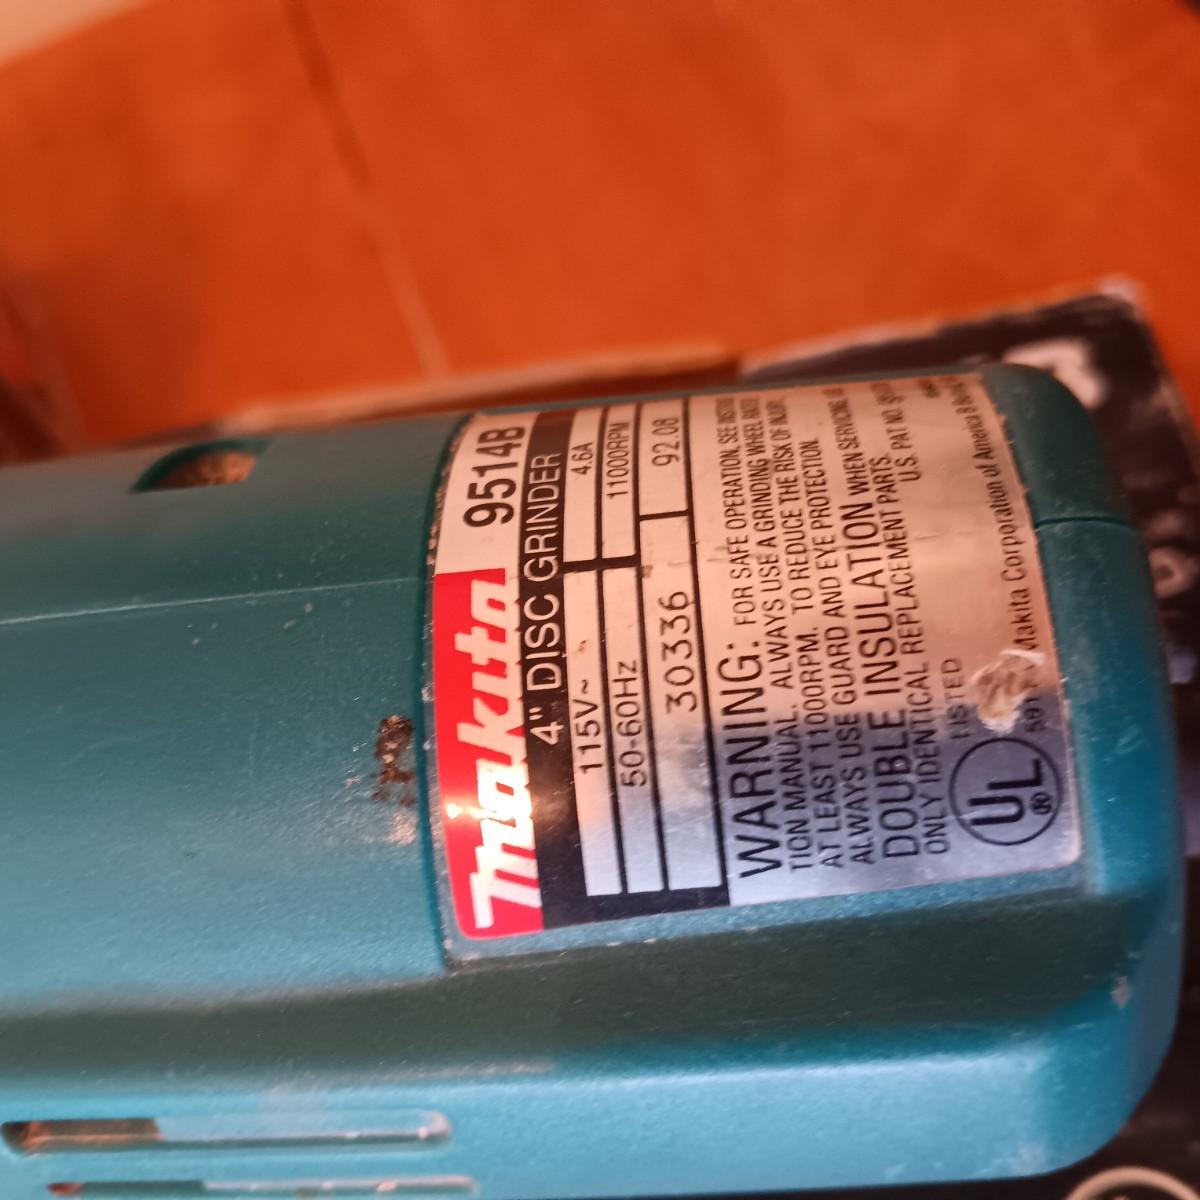 makita 9514B
4" DISC GRINDER
115V~ 4.6A
50-60Hz 11000RPM
30336 92.08
WARNING: FOR SAFE OPERATION, SEE
TION MANUAL. ALWAYS USE A GRINDING WHEEL RATED
AT LEAST 11000RPM. TO REDUCE THE RISK OF INJURY,
ALWAYS USE GUARD AND EYE PROTECTION.
DOUBLE INSULATION WHEN SERVICING,
ONLY IDENTICAL REPLACEMENT PARTS.
U.S. PAT NO.
UL ® LISTED
Makita Corporation of America